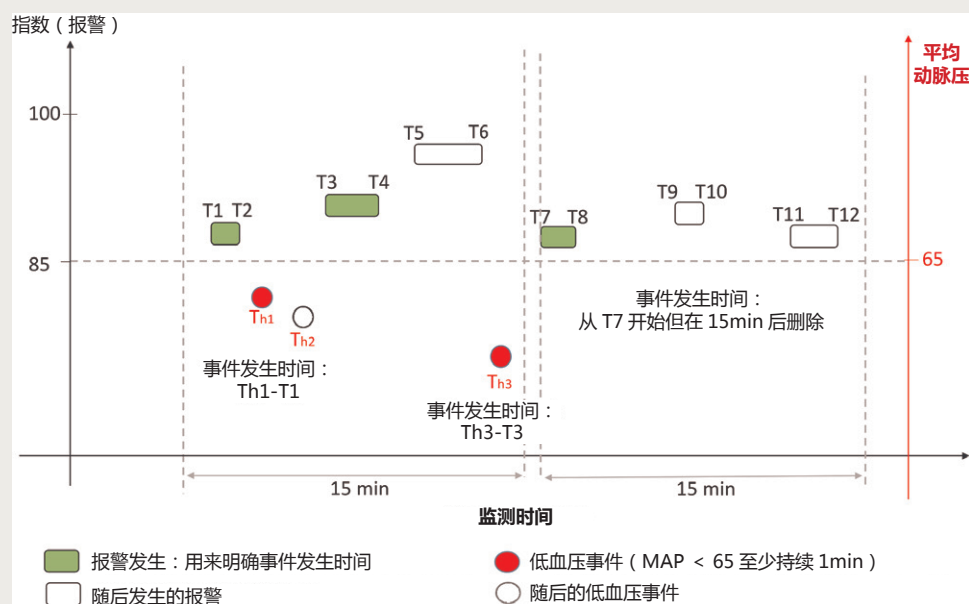 指数（报警）
平均
动脉压
100
T5 T6
T3 T4
T9 T10
T1 T2
T7 T8
T11 T12
85
65
Th1
Th2
事件发生时间：
从 T7 开始但在 15min 后删除
事件发生时间：
Th1-T1
Th3
事件发生时间：
Th3-T3
15 min
15 min
监测时间
报警发生：用来明确事件发生时间
低血压事件（MAP < 65 至少持续 1min）
随后发生的报警
随后的低血压事件